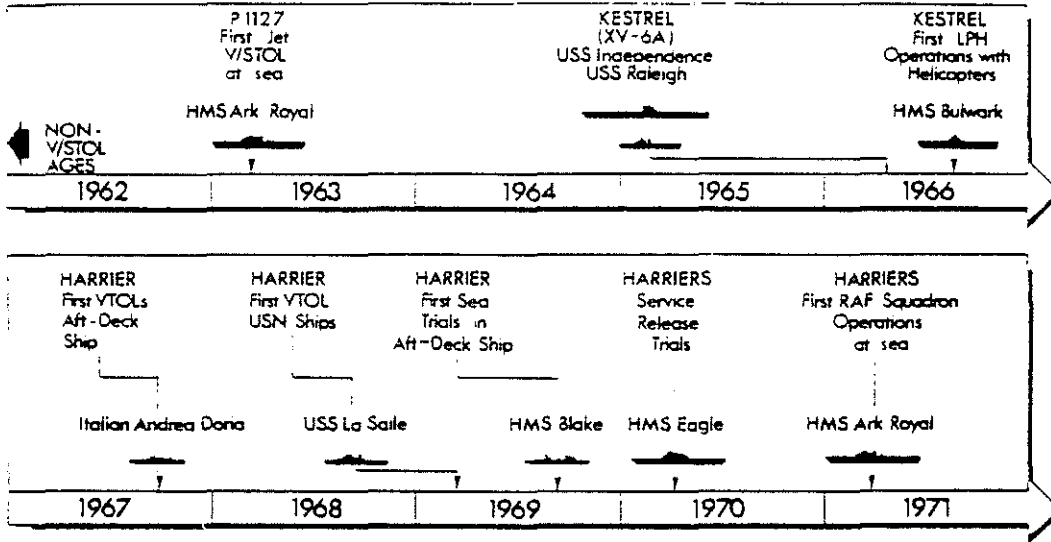 P1127
First Jet
V/STOL
at sea
HMS Ark Royal
KESTREL
(XV-6A)
USS Independence
USS Raleigh
KESTREL
First LPH
Operations with
Helicopters
HMS Bulwark
NON-
V/STOL
AGES
1962
1963
1964
1965
1966
HARRIER
First VTOLs
Aft-Deck
Ship
Italian Andrea Doria
HARRIER
First VTOL
USN Ships
USS La Salle
HARRIER
First Sea
Trials in
Aft-Deck Ship
HMS Blake
HARRIERS
Service
Release
Trials
HMS Eagle
HARRIERS
First RAF Squadron
Operations
at sea
HMS Ark Royal
1967
1968
1969
1970
1971